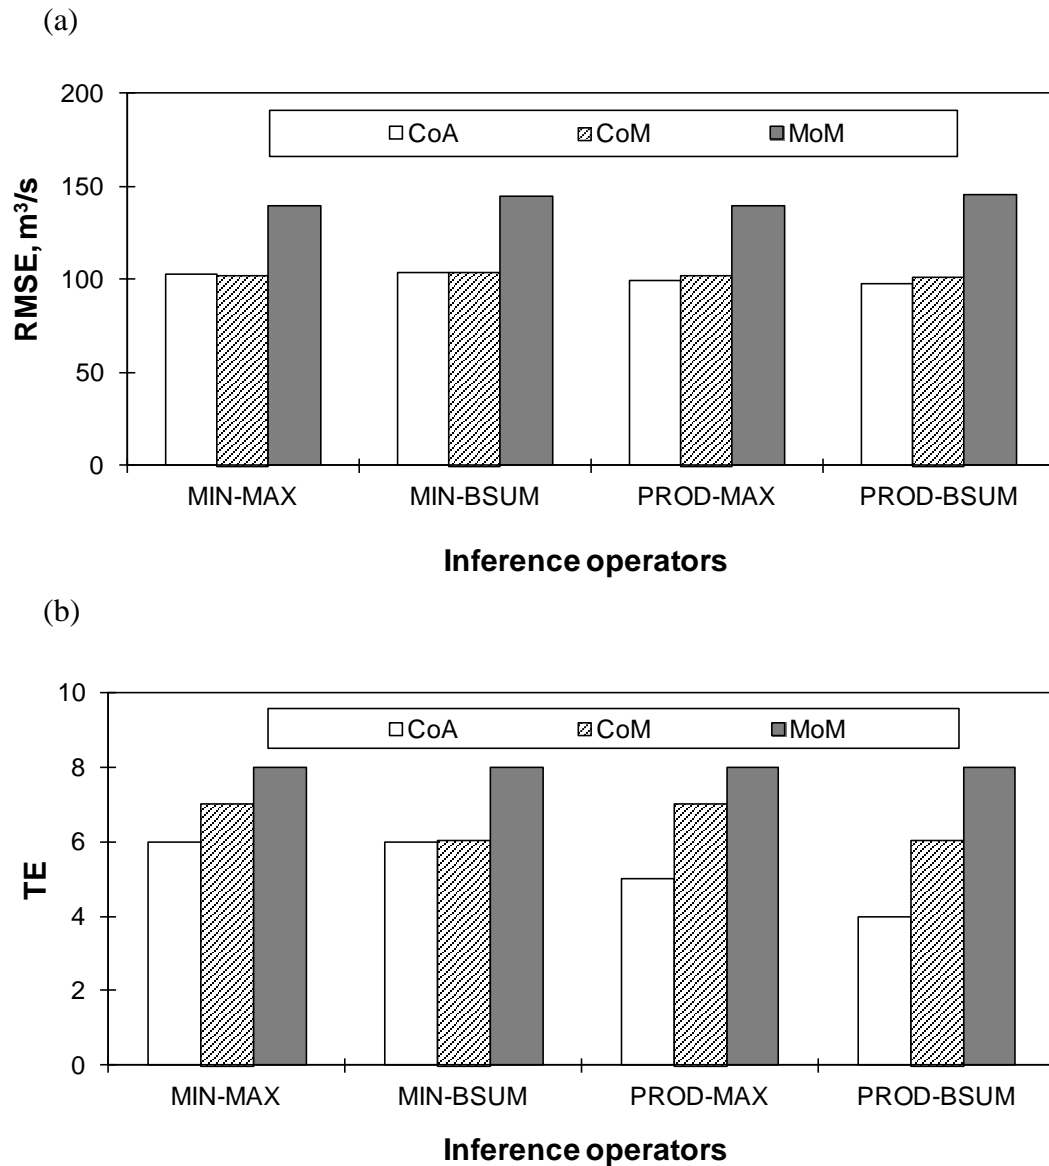 (a)
200
150
100
50
0
RMSE, m³/s
CoA CoM MoM
MIN-MAX MIN-BSUM PROD-MAX PROD-BSUM
Inference operators
(b)
10
8
6
4
2
0
TE
CoA CoM MoM
MIN-MAX MIN-BSUM PROD-MAX PROD-BSUM
Inference operators